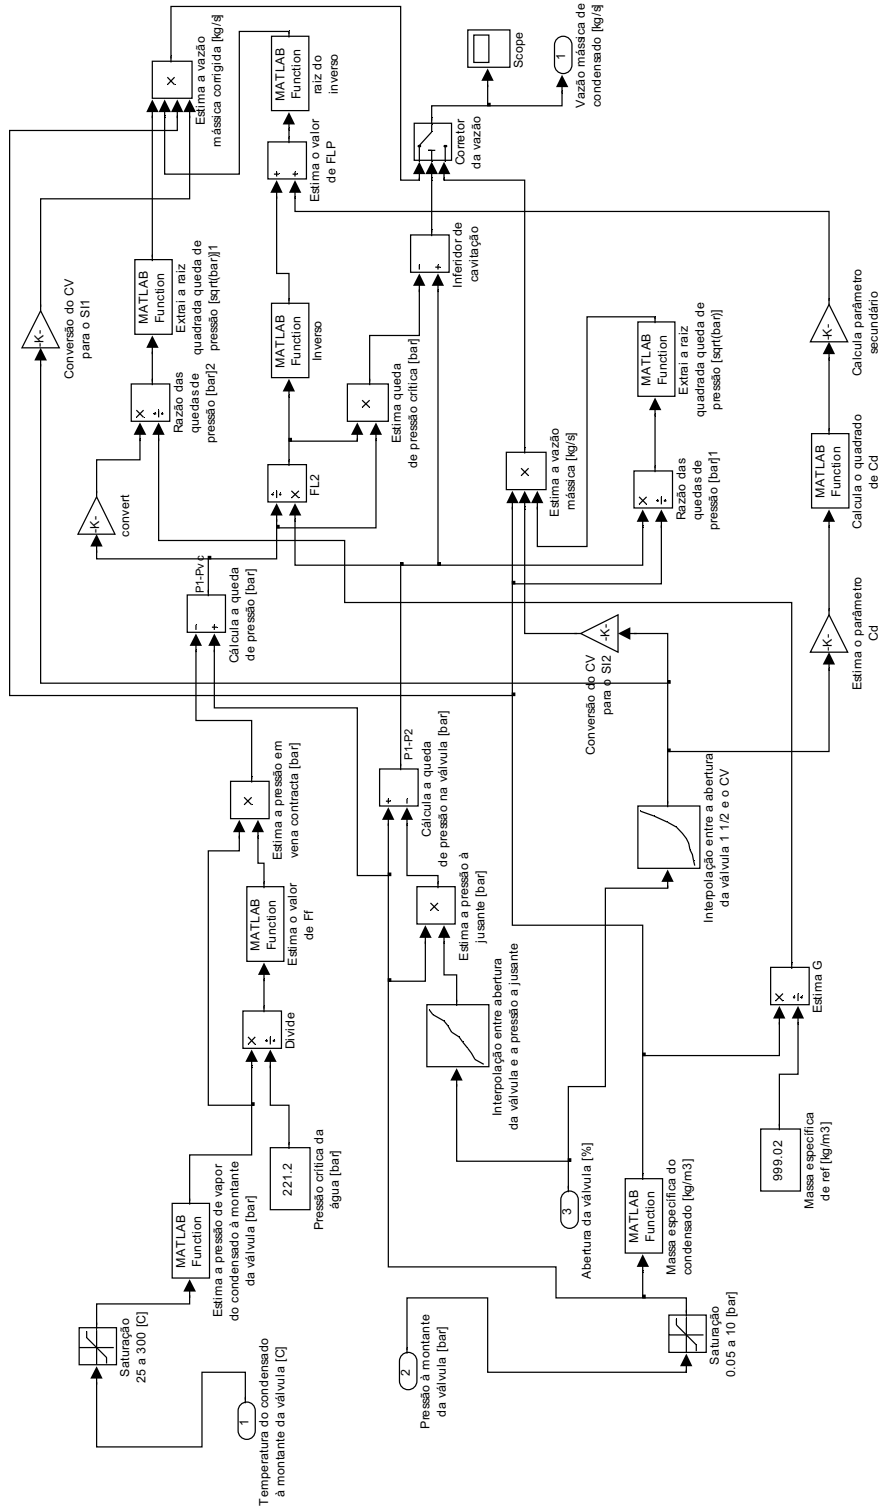 1
Temperatura do condensado
à montante da válvula [C]
Saturação
25 a 300 [C]
MATLAB
Function
Estima a pressão de vapor
do condensado à montante
da válvula [bar]
221.2
Pressão crítica da
água [bar]
×
÷
Divide
MATLAB
Function
Estima o valor
de Ff
×
Estima a pressão em
vena contracta [bar]
P1-Pvc
-
+
Cálcula a queda
de pressão [bar]
-K-
convert
-K-
Conversão do CV
para o SI1
×
÷
Razão das
quedas de
pressão [bar]2
MATLAB
Function
Extrai a raiz
quadrada queda de
pressão [sqrt(bar)]1
×
Estima a vazão
mássica corrigida [kg/s]
÷
×
FL2
MATLAB
Function
Inverso
+
+
Estima o valor
de FLP
MATLAB
Function
raiz do
inverso
×
Estima queda
de pressão crítica [bar]
-
+
Inferidor de
cavitação
Corretor
da vazão
Scope
1
Vazão mássica de
condensado [kg/s]
2
Pressão à montante
da válvula [bar]
Saturação
0.05 a 10 [bar]
3
Abertura da válvula [%]
Interpolação entre abertura
da válvula e a pressão a jusante
×
Estima a pressão à
jusante [bar]
P1-P2
+
-
Cálcula a queda
de pressão na válvula [bar]
MATLAB
Function
Massa específica do
condensado [kg/m3]
Interpolação entre a abertura
da válvula 1 1/2 e o CV
-K-
Conversão do CV
para o SI2
×
Estima a vazão
mássica [kg/s]
×
÷
Razão das
quedas de
pressão [bar]1
MATLAB
Function
Extrai a raiz
quadrada queda de
pressão [sqrt(bar)]
999.02
Massa específica
de ref [kg/m3]
×
÷
Estima G
-K-
Estima o parâmetro
Cd
MATLAB
Function
Calcula o quadrado
de Cd
-K-
Calcula parâmetro
secundário